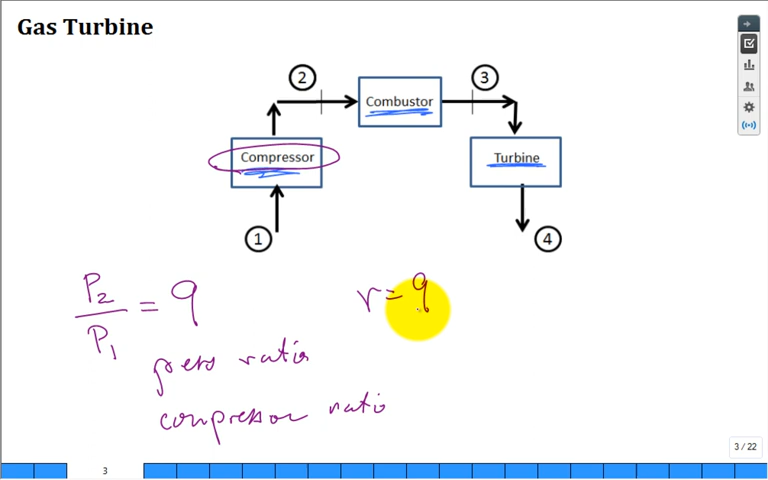 Gas Turbine
2
3
Combustor
Compressor
Turbine
1
4
P2
P1
= 9
r = 9
press ratio
compressor ratio
3 / 22
3